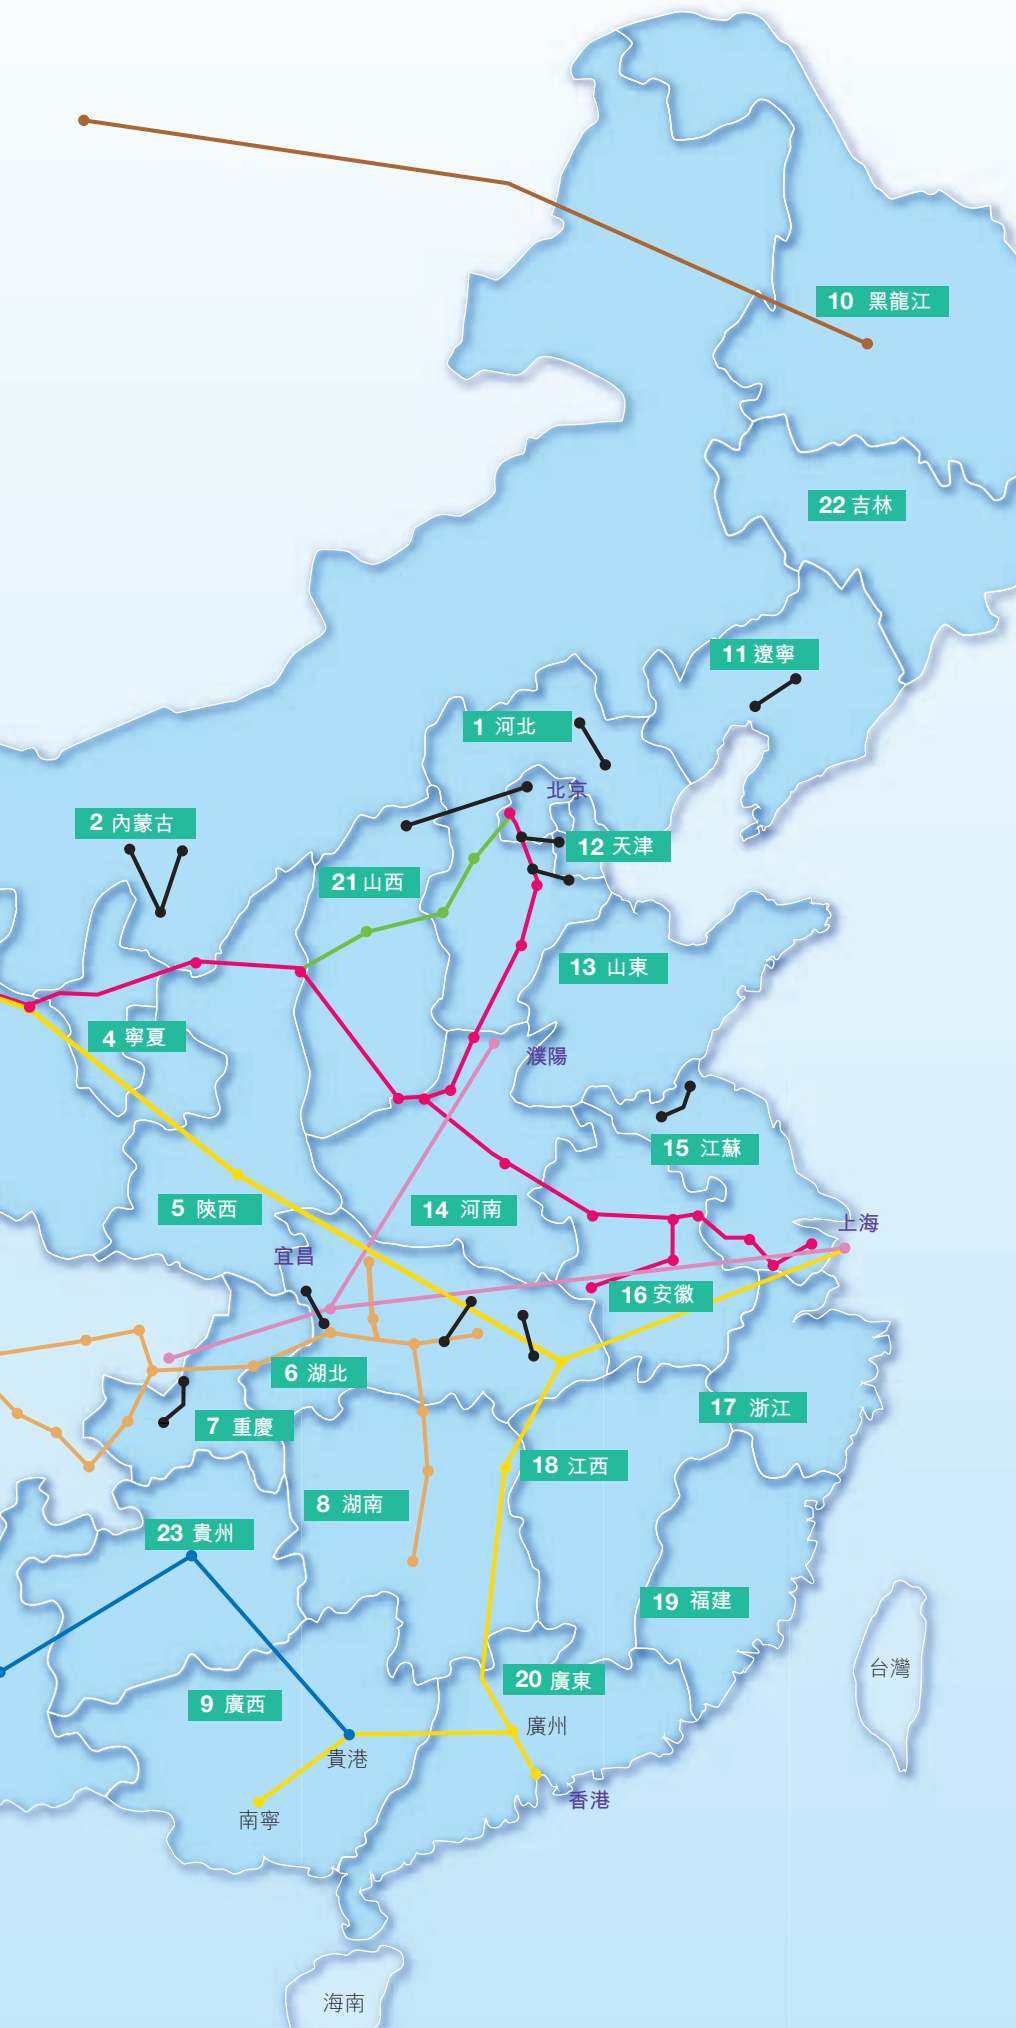 10 黑龍江
22 吉林
11 遼寧
1 河北
北京
2 內蒙古
12 天津
21 山西
13 山東
4 寧夏
濮陽
15 江蘇
5 陝西
14 河南
上海
宜昌
16 安徽
6 湖北
17 浙江
7 重慶
18 江西
8 湖南
23 貴州
19 福建
台灣
20 廣東
9 廣西
廣州
貴港
香港
南寧
海南